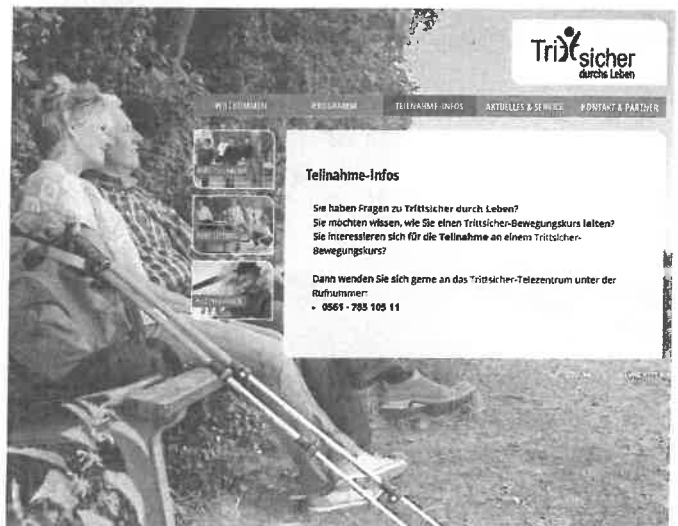 Trittsicher
durchs Leben
WILLKOMMEN PROGRAMM TEILNAHME-INFOS AKTUELLES & SERVICE KONTAKT & PARTNER
Teilnahme-Infos
Sie haben Fragen zu Trittsicher durch Leben?
Sie möchten wissen, wie Sie einen Trittsicher-Bewegungskurs leiten?
Sie interessieren sich für die Teilnahme an einem Trittsicher-
Bewegungskurs?
Dann wenden Sie sich gerne an das Trittsicher-Telezentrum unter der
Rufnummer:
• 0561 - 785 105 11